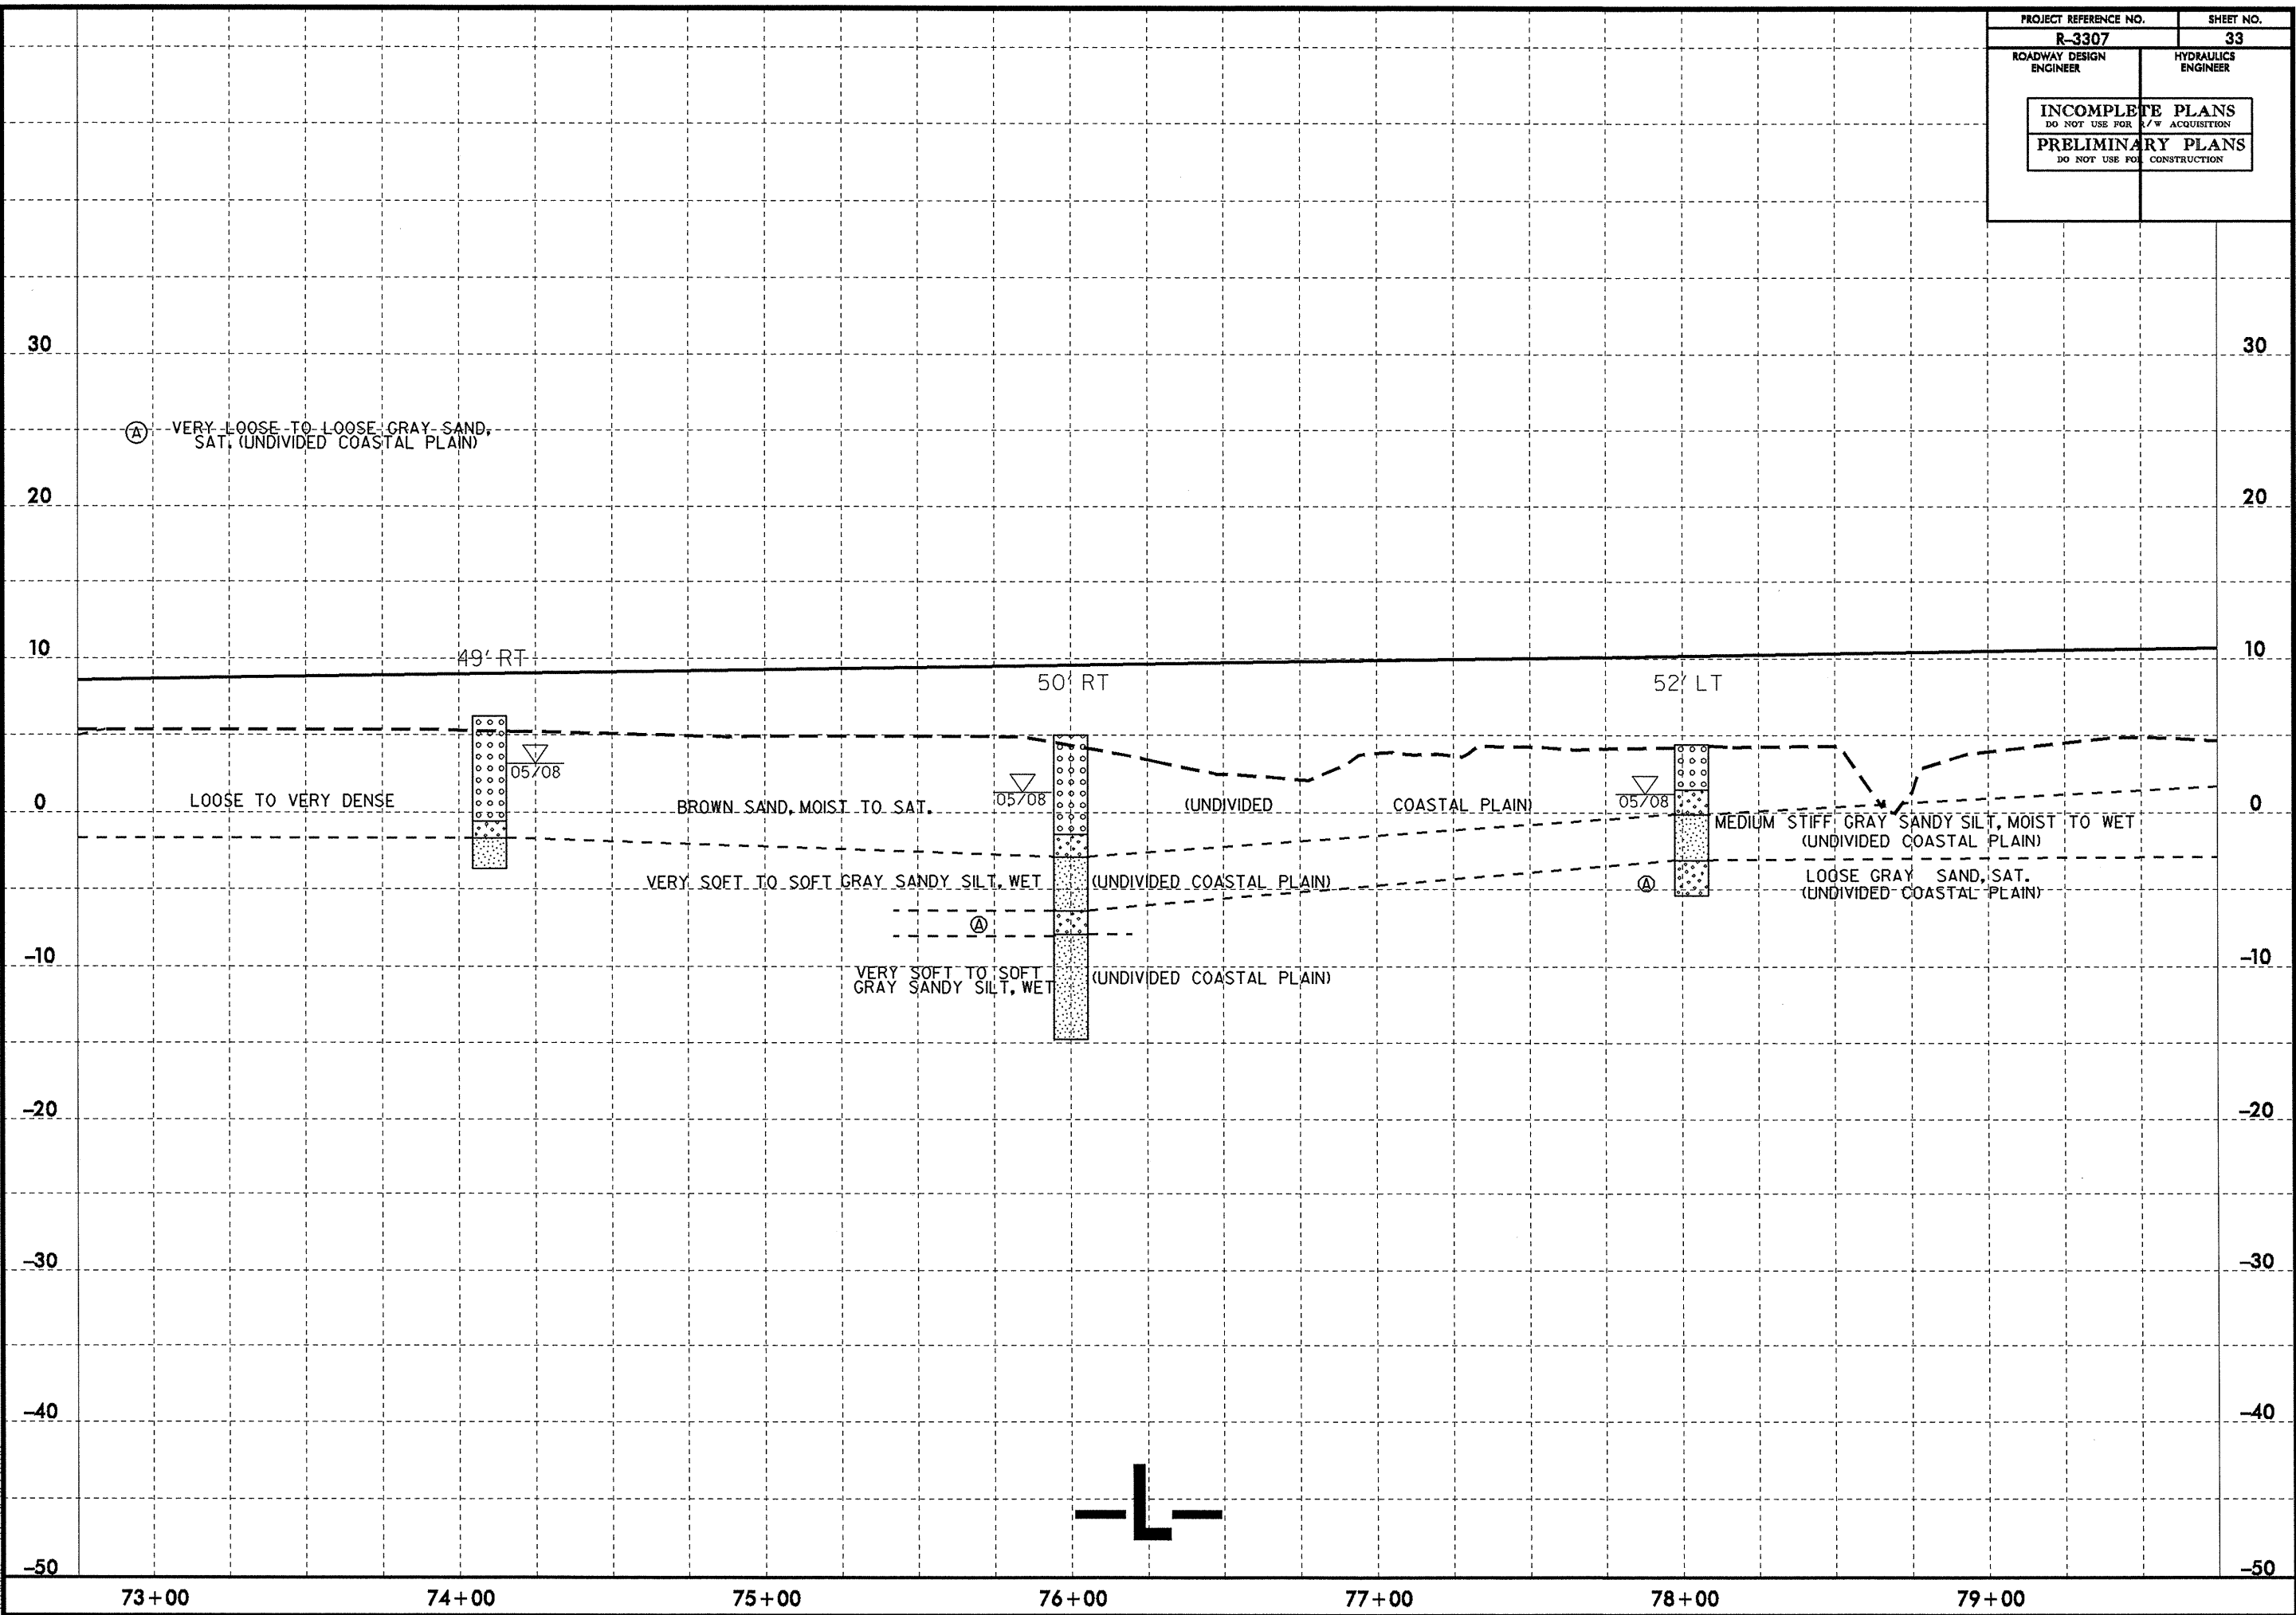 PROJECT REFERENCE NO. SHEET NO.
R-3307 33
ROADWAY DESIGN ENGINEER
HYDRAULICS ENGINEER
INCOMPLETE PLANS
DO NOT USE FOR R/W ACQUISITION
PRELIMINARY PLANS
DO NOT USE FOR CONSTRUCTION
30 30
Ⓐ VERY LOOSE TO LOOSE GRAY SAND,
SAT. (UNDIVIDED COASTAL PLAIN)
20 20
10 10
49' RT
50' RT
52' LT
05/08
05/08
05/08
0 0
LOOSE TO VERY DENSE BROWN SAND, MOIST TO SAT. (UNDIVIDED COASTAL PLAIN)
MEDIUM STIFF GRAY SANDY SILT, MOIST TO WET
(UNDIVIDED COASTAL PLAIN)
VERY SOFT TO SOFT GRAY SANDY SILT, WET (UNDIVIDED COASTAL PLAIN)
Ⓐ
LOOSE GRAY SAND, SAT.
(UNDIVIDED COASTAL PLAIN)
Ⓐ
-10 -10
VERY SOFT TO SOFT
GRAY SANDY SILT, WET
(UNDIVIDED COASTAL PLAIN)
-20 -20
-30 -30
-40 -40
-L-
-50 -50
73+00 74+00 75+00 76+00 77+00 78+00 79+00